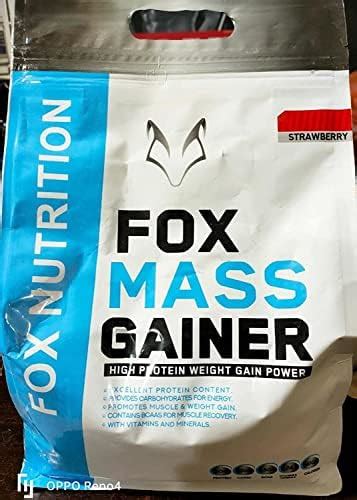 FOX NUTRITION
STRAWBERRY
FOX
MASS
GAINER
HIGH PROTEIN WEIGHT GAIN POWER
EXCELLENT PROTEIN CONTENT.
PROVIDES CARBOHYDRATES FOR ENERGY.
PROMOTES MUSCLE & WEIGHT GAIN.
CONTAINS BCAAS FOR MUSCLE RECOVERY.
WITH VITAMINS AND MINERALS.
OPPO Reno4